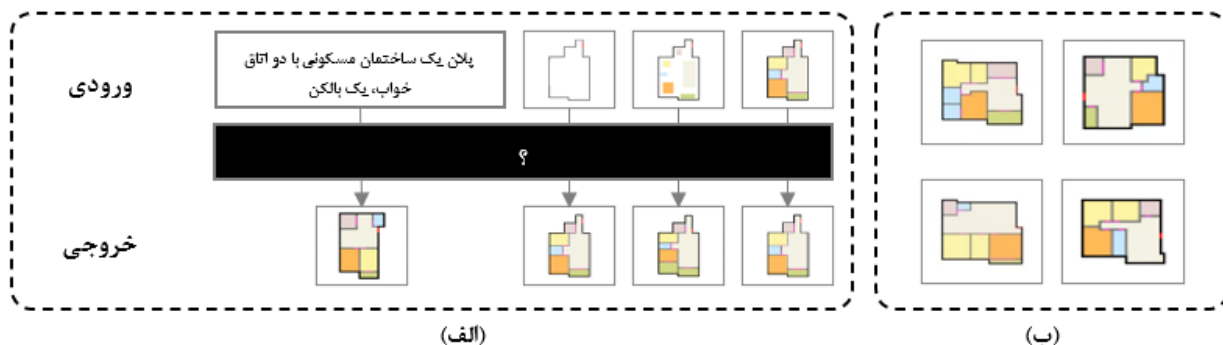 پلان یک ساختمان مسکونی با دو اتاق
خواب، یک بالکن
ورودی
؟
خروجی
(الف)
(ب)